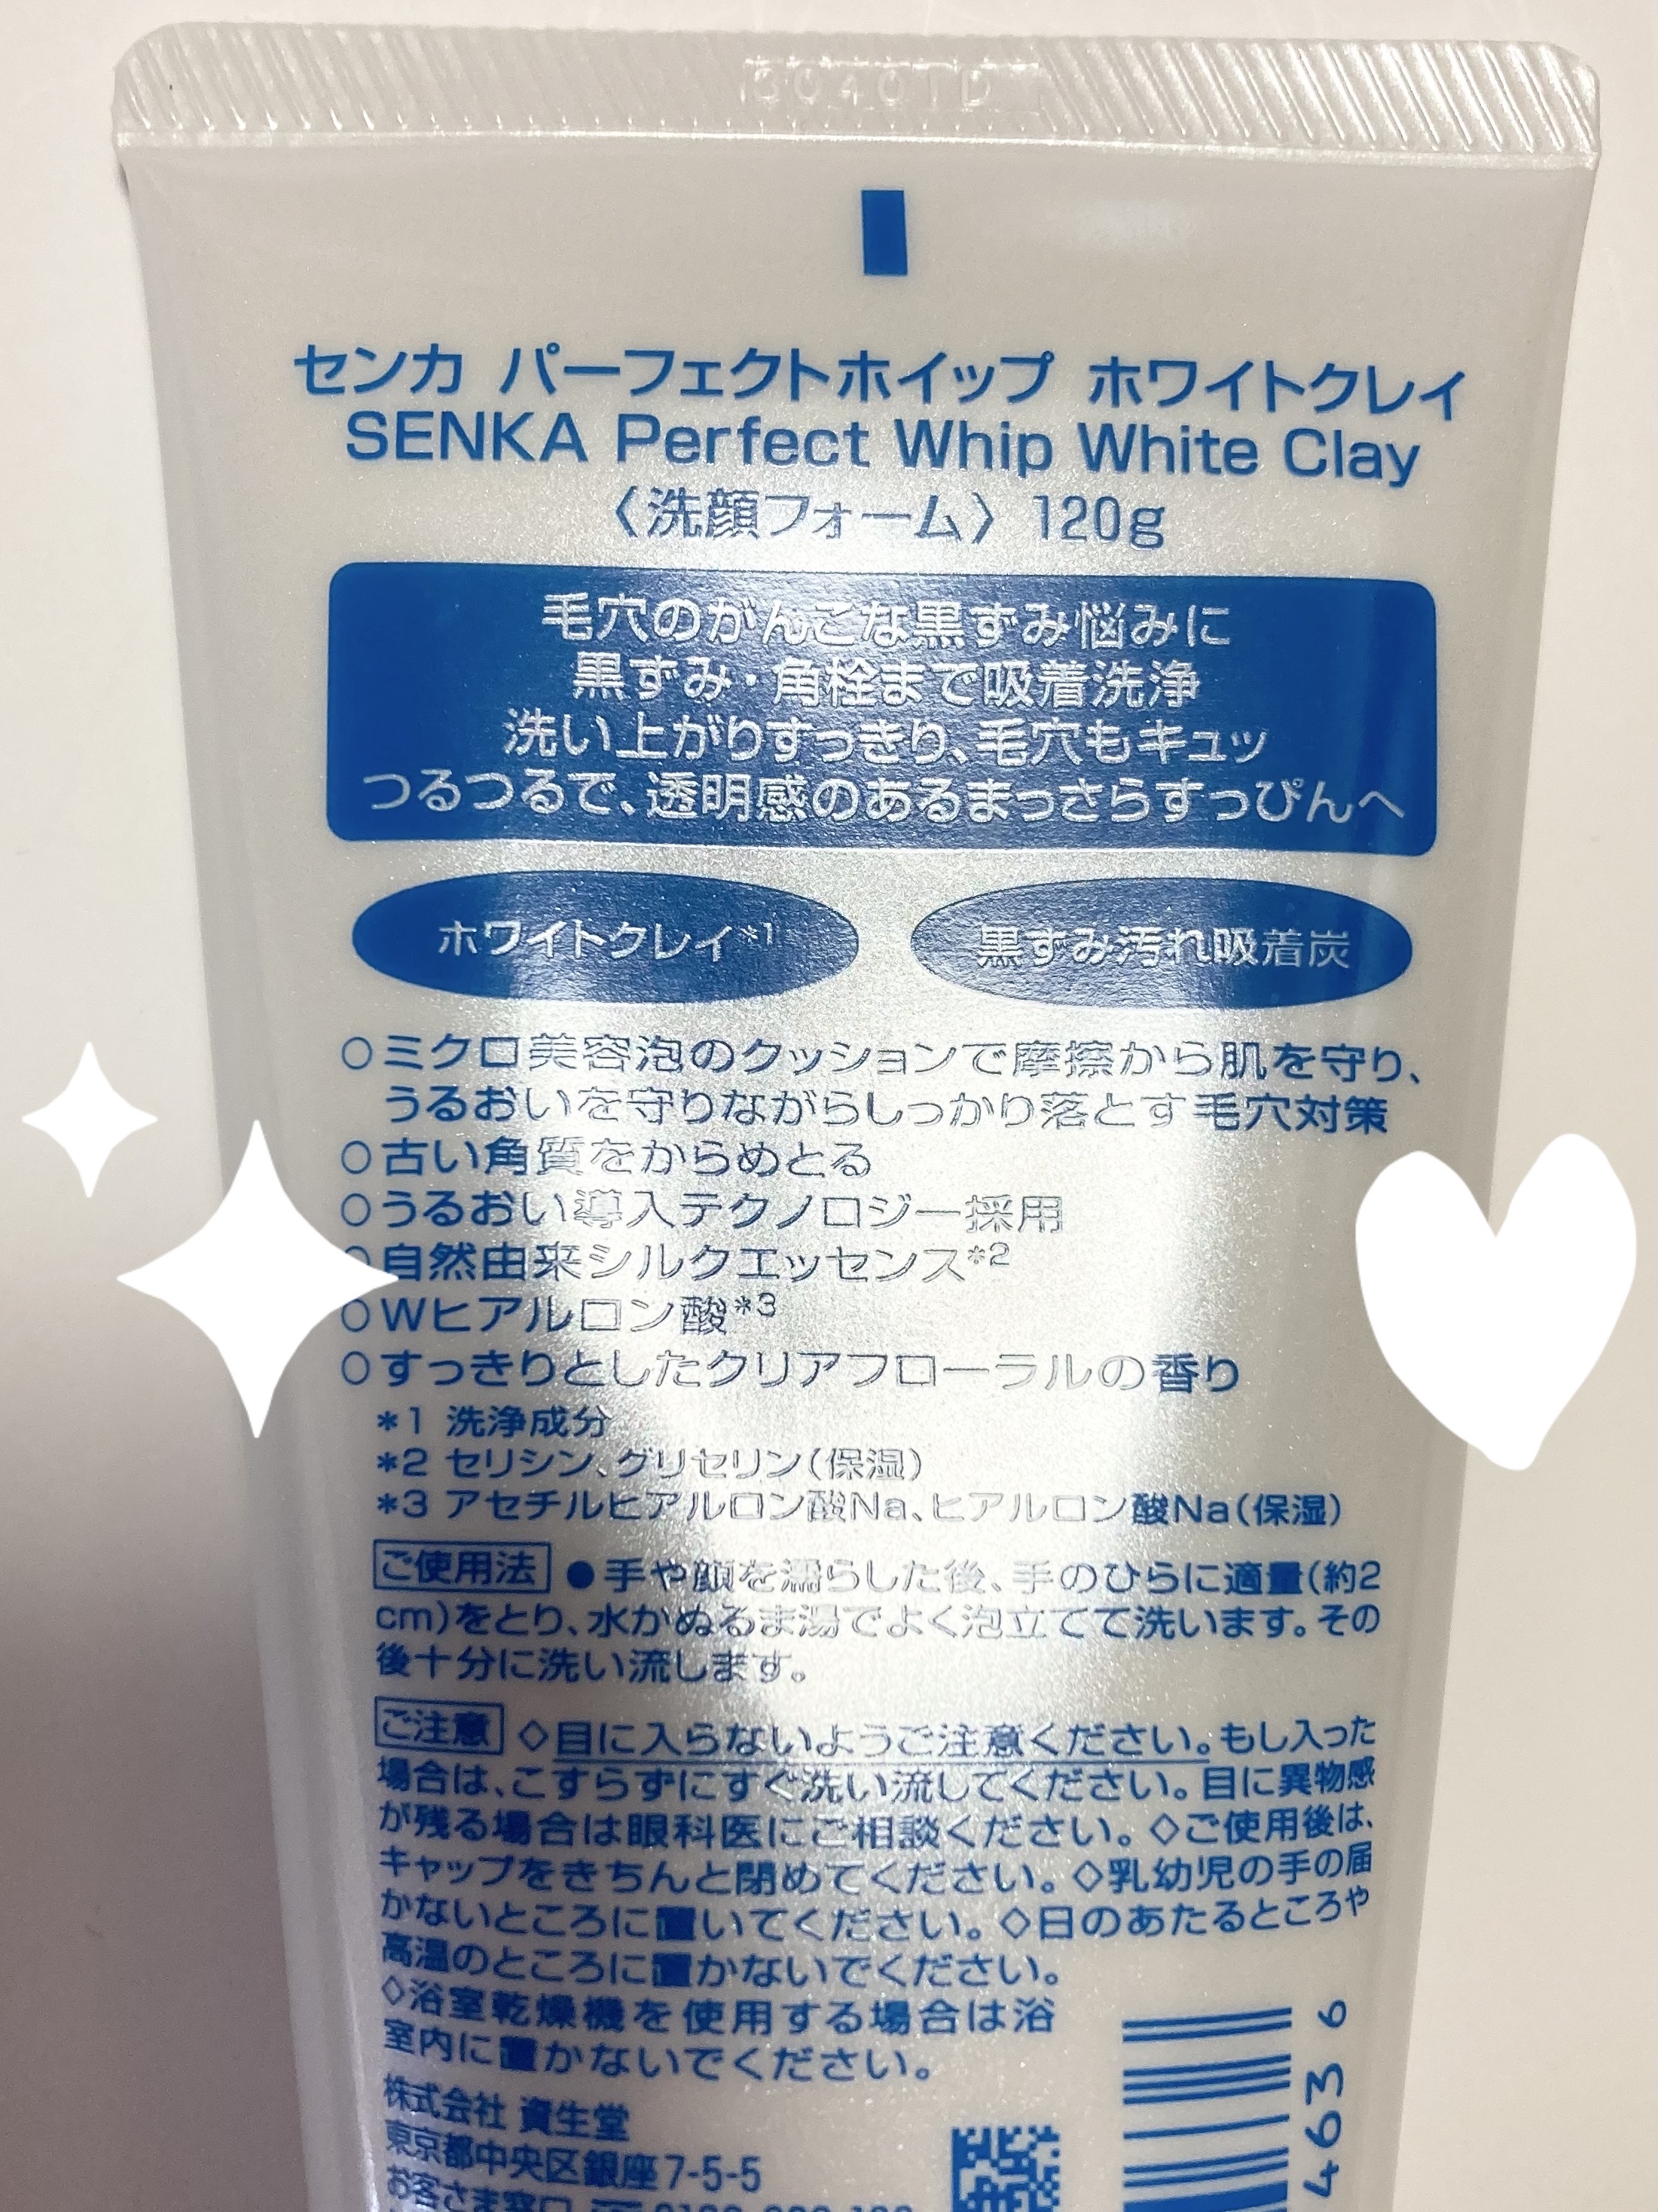 センカ パーフェクトホイップ ホワイトクレイ
SENKA Perfect Whip White Clay
〈洗顔フォーム〉 120g
毛穴のがんこな黒ずみ悩みに
黒ずみ・角栓まで吸着洗浄
洗い上がりすっきり、毛穴もキュッ
つるつるで、透明感のあるまっさらすっぴんへ
ホワイトクレイ*1
黒ずみ汚れ吸着炭
○ミクロ美容泡のクッションで摩擦から肌を守り、
うるおいを守りながらしっかり落とす毛穴対策
○古い角質をからめとる
○うるおい導入テクノロジー採用
○自然由来シルクエッセンス*2
○Wヒアルロン酸*3
○すっきりとしたクリアフローラルの香り
*1 洗浄成分
*2 セリシン、グリセリン(保湿)
*3 アセチルヒアルロン酸Na、ヒアルロン酸Na(保湿)
ご使用法 ●手や顔を濡らした後、手のひらに適量(約2
cm)をとり、水かぬるま湯でよく泡立てて洗います。その
後十分に洗い流します。
ご注意 ◇目に入らないようご注意ください。もし入った
場合は、こすらずにすぐ洗い流してください。目に異物感
が残る場合は眼科医にご相談ください。◇ご使用後は、
キャップをきちんと閉めてください。◇乳幼児の手の届
かないところに置いてください。◇日のあたるところや
高温のところに置かないでください。
◇浴室乾燥機を使用する場合は浴
室内に置かないでください。
株式会社 資生堂
東京都中央区銀座7-5-5
お客さま窓口
4636